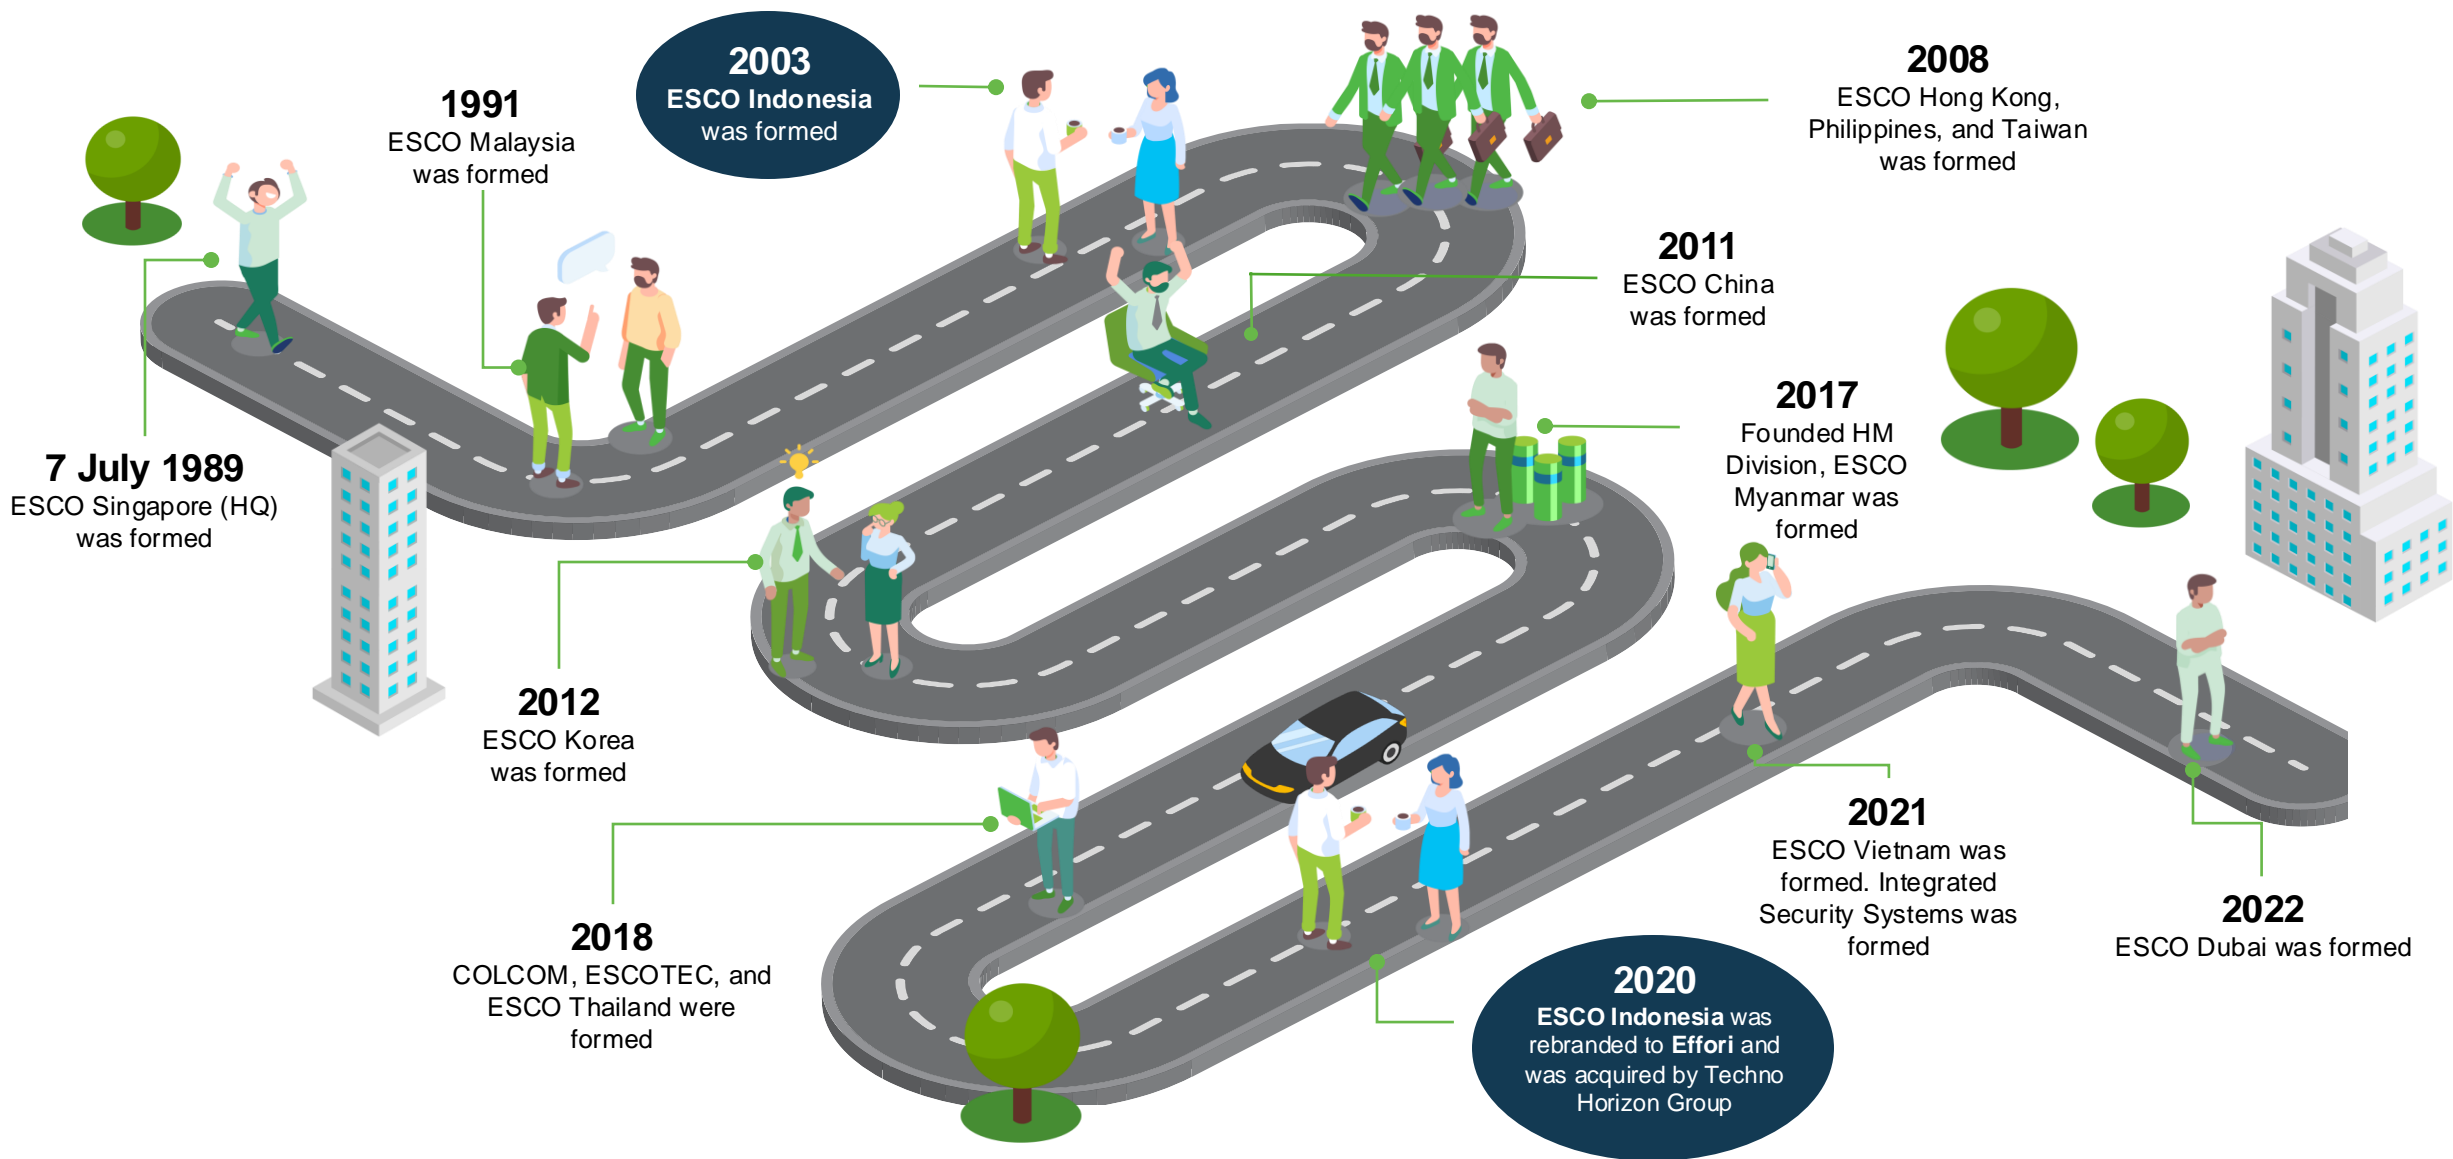 7 July 1989
ESCO Singapore (HQ)
was formed
1991
ESCO Malaysia
was formed
2003
ESCO Indonesia
was formed
2008
ESCO Hong Kong,
Philippines, and Taiwan
was formed
2011
ESCO China
was formed
2012
ESCO Korea
was formed
2017
Founded HM
Division, ESCO
Myanmar was
formed
2018
COLCOM, ESCOTEC, and
ESCO Thailand were
formed
2020
ESCO Indonesia was
rebranded to Effori and
was acquired by Techno
Horizon Group
2021
ESCO Vietnam was
formed. Integrated
Security Systems was
formed
2022
ESCO Dubai was formed